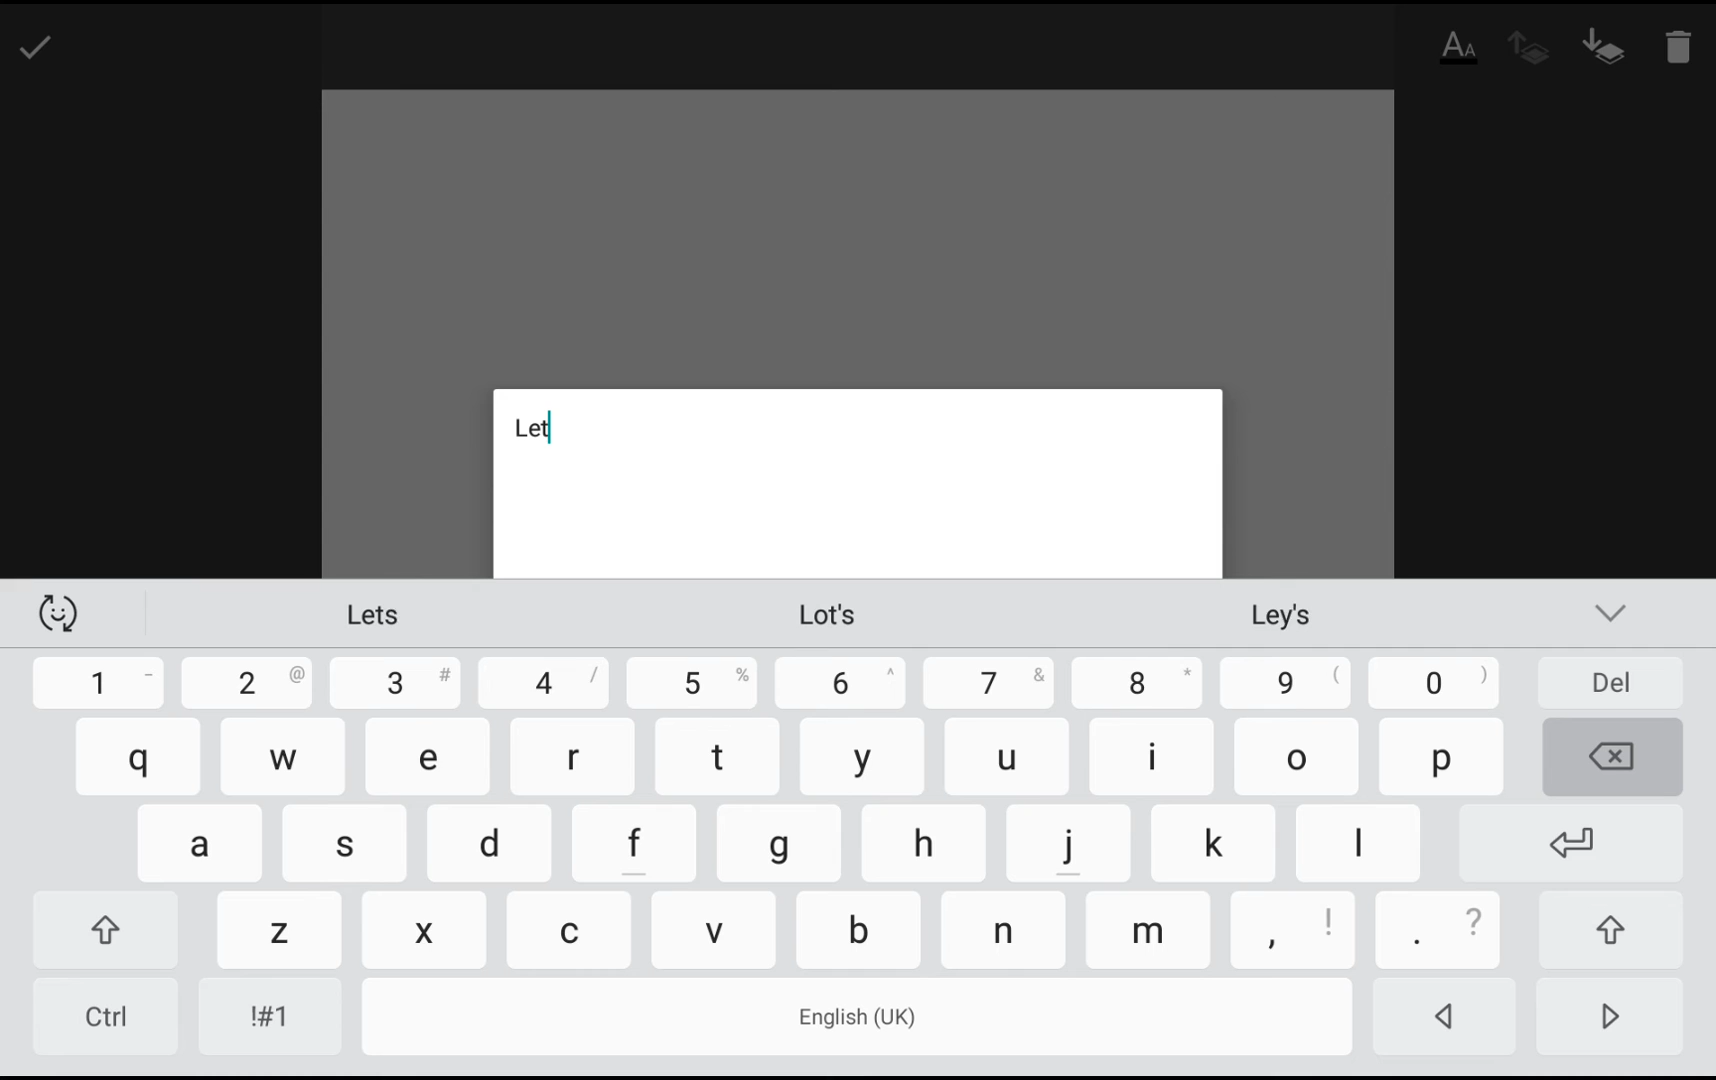 AA
Let
Lets Lot's Ley's
1 - 2 @ 3 # 4 / 5 % 6 ^ 7 & 8 * 9 ( 0 ) Del
q w e r t y u i o p
a s d f g h j k l
z x c v b n m , ! . ?
Ctrl !#1 English (UK)